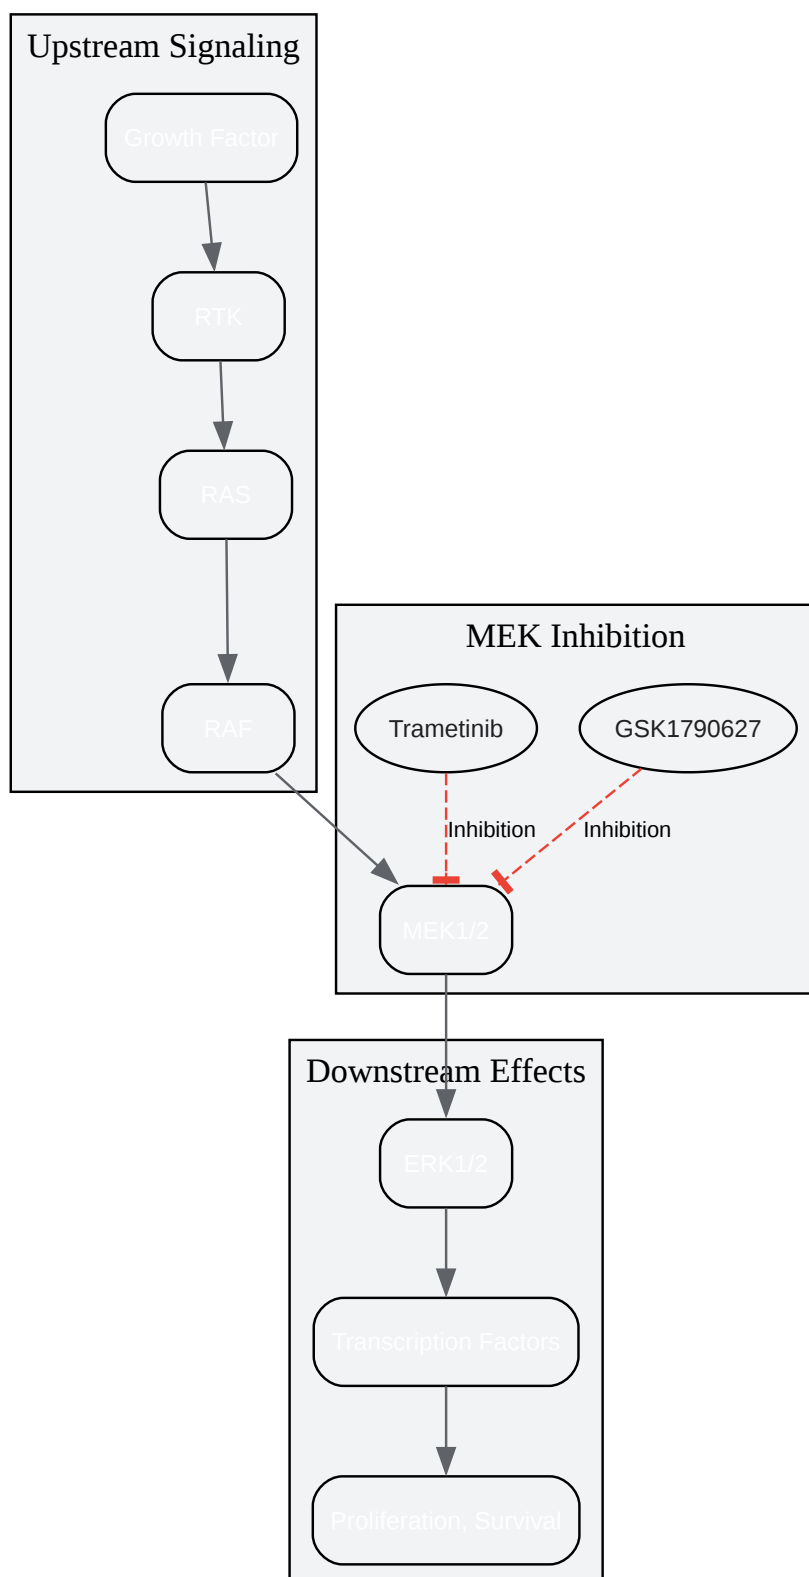 Upstream Signaling
Growth Factor
RTK
RAS
RAF
MEK Inhibition
Trametinib
GSK1790627
Inhibition
Inhibition
MEK1/2
Downstream Effects
ERK1/2
Transcription Factors
Proliferation, Survival